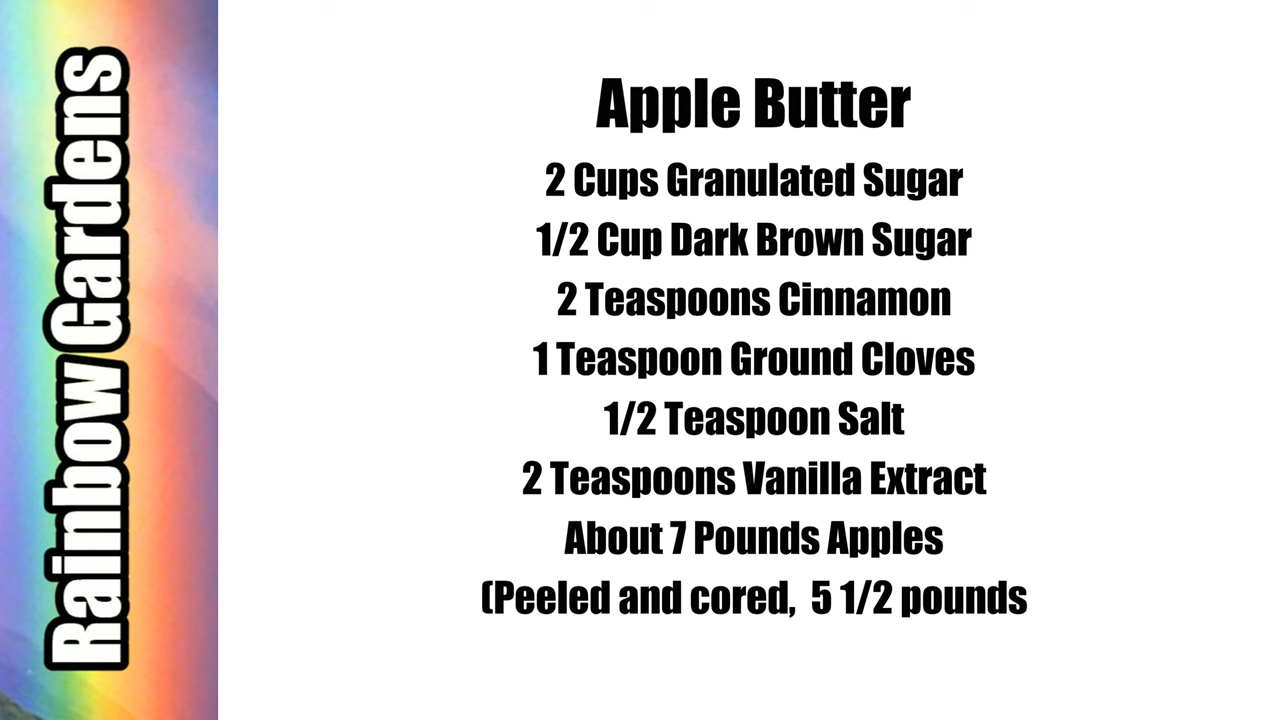 Rainbow Gardens
Apple Butter
2 Cups Granulated Sugar
1/2 Cup Dark Brown Sugar
2 Teaspoons Cinnamon
1 Teaspoon Ground Cloves
1/2 Teaspoon Salt
2 Teaspoons Vanilla Extract
About 7 Pounds Apples
(Peeled and cored,  5 1/2 pounds